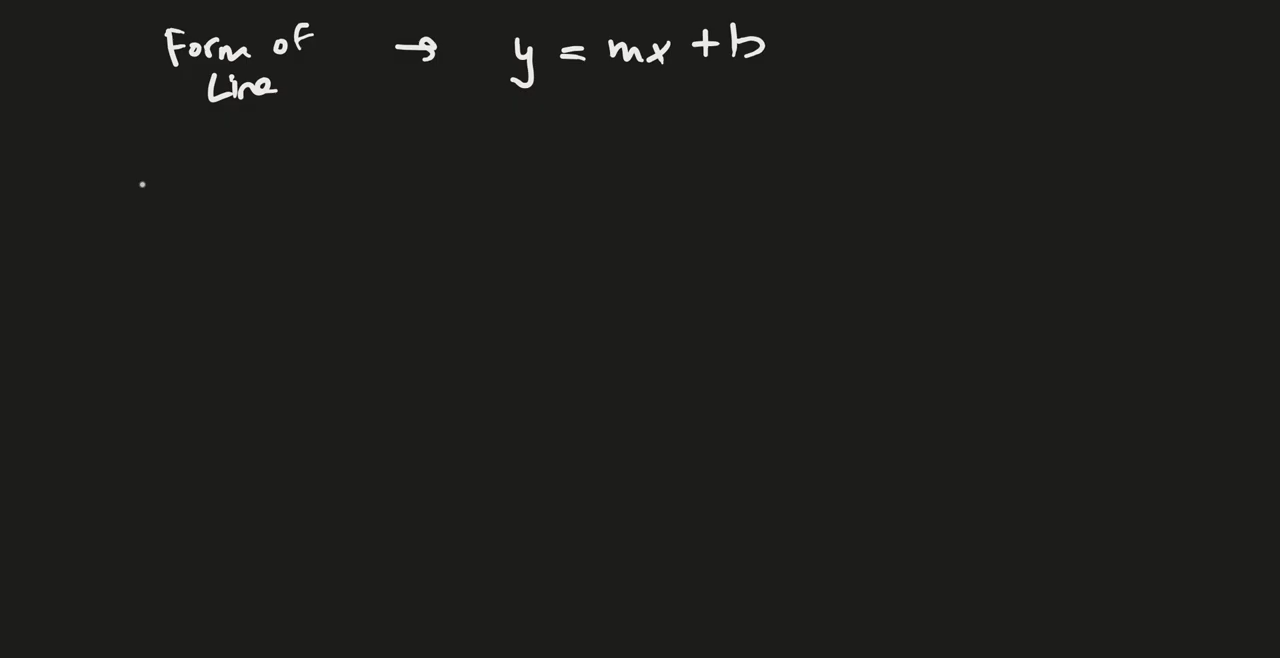 Form of → y = mx + b
Line